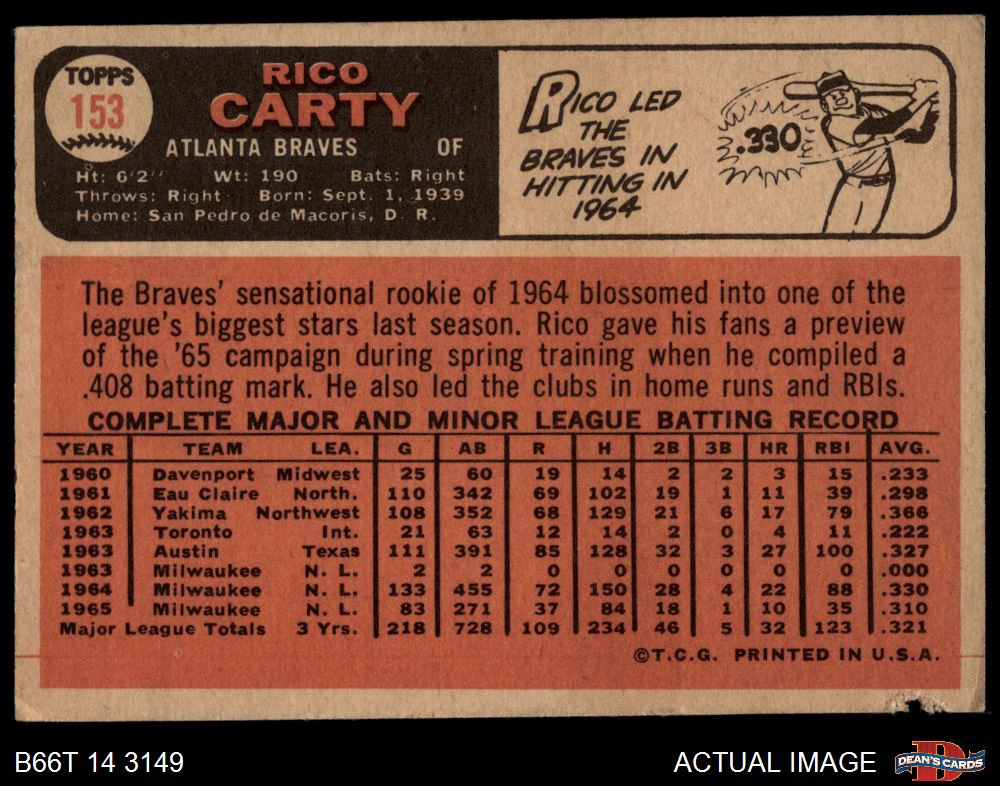 TOPPS
153
RICO
CARTY
ATLANTA BRAVES OF
Ht: 6'2" Wt: 190 Bats: Right
Throws: Right Born: Sept. 1, 1939
Home: San Pedro de Macoris, D. R.
RICO LED
THE
BRAVES IN
HITTING IN
1964
.330
The Braves' sensational rookie of 1964 blossomed into one of the
league's biggest stars last season. Rico gave his fans a preview
of the '65 campaign during spring training when he compiled a
.408 batting mark. He also led the clubs in home runs and RBIs.
COMPLETE MAJOR AND MINOR LEAGUE BATTING RECORD
YEAR TEAM LEA. G AB R H 2B 3B HR RBI AVG.
1960 Davenport Midwest 25 60 19 14 2 2 3 15 .233
1961 Eau Claire North. 110 342 69 102 19 1 11 39 .298
1962 Yakima Northwest 108 352 68 129 21 6 17 79 .366
1963 Toronto Int. 21 63 12 14 2 0 4 11 .222
1963 Austin Texas 111 391 85 128 32 3 27 100 .327
1963 Milwaukee N. L. 2 2 0 0 0 0 0 0 .000
1964 Milwaukee N. L. 133 455 72 150 28 4 22 88 .330
1965 Milwaukee N. L. 83 271 37 84 18 1 10 35 .310
Major League Totals 3 Yrs. 218 728 109 234 46 5 32 123 .321
©T.C.G. PRINTED IN U.S.A.
B66T 14 3149
ACTUAL IMAGE
D
DEAN'S CARDS